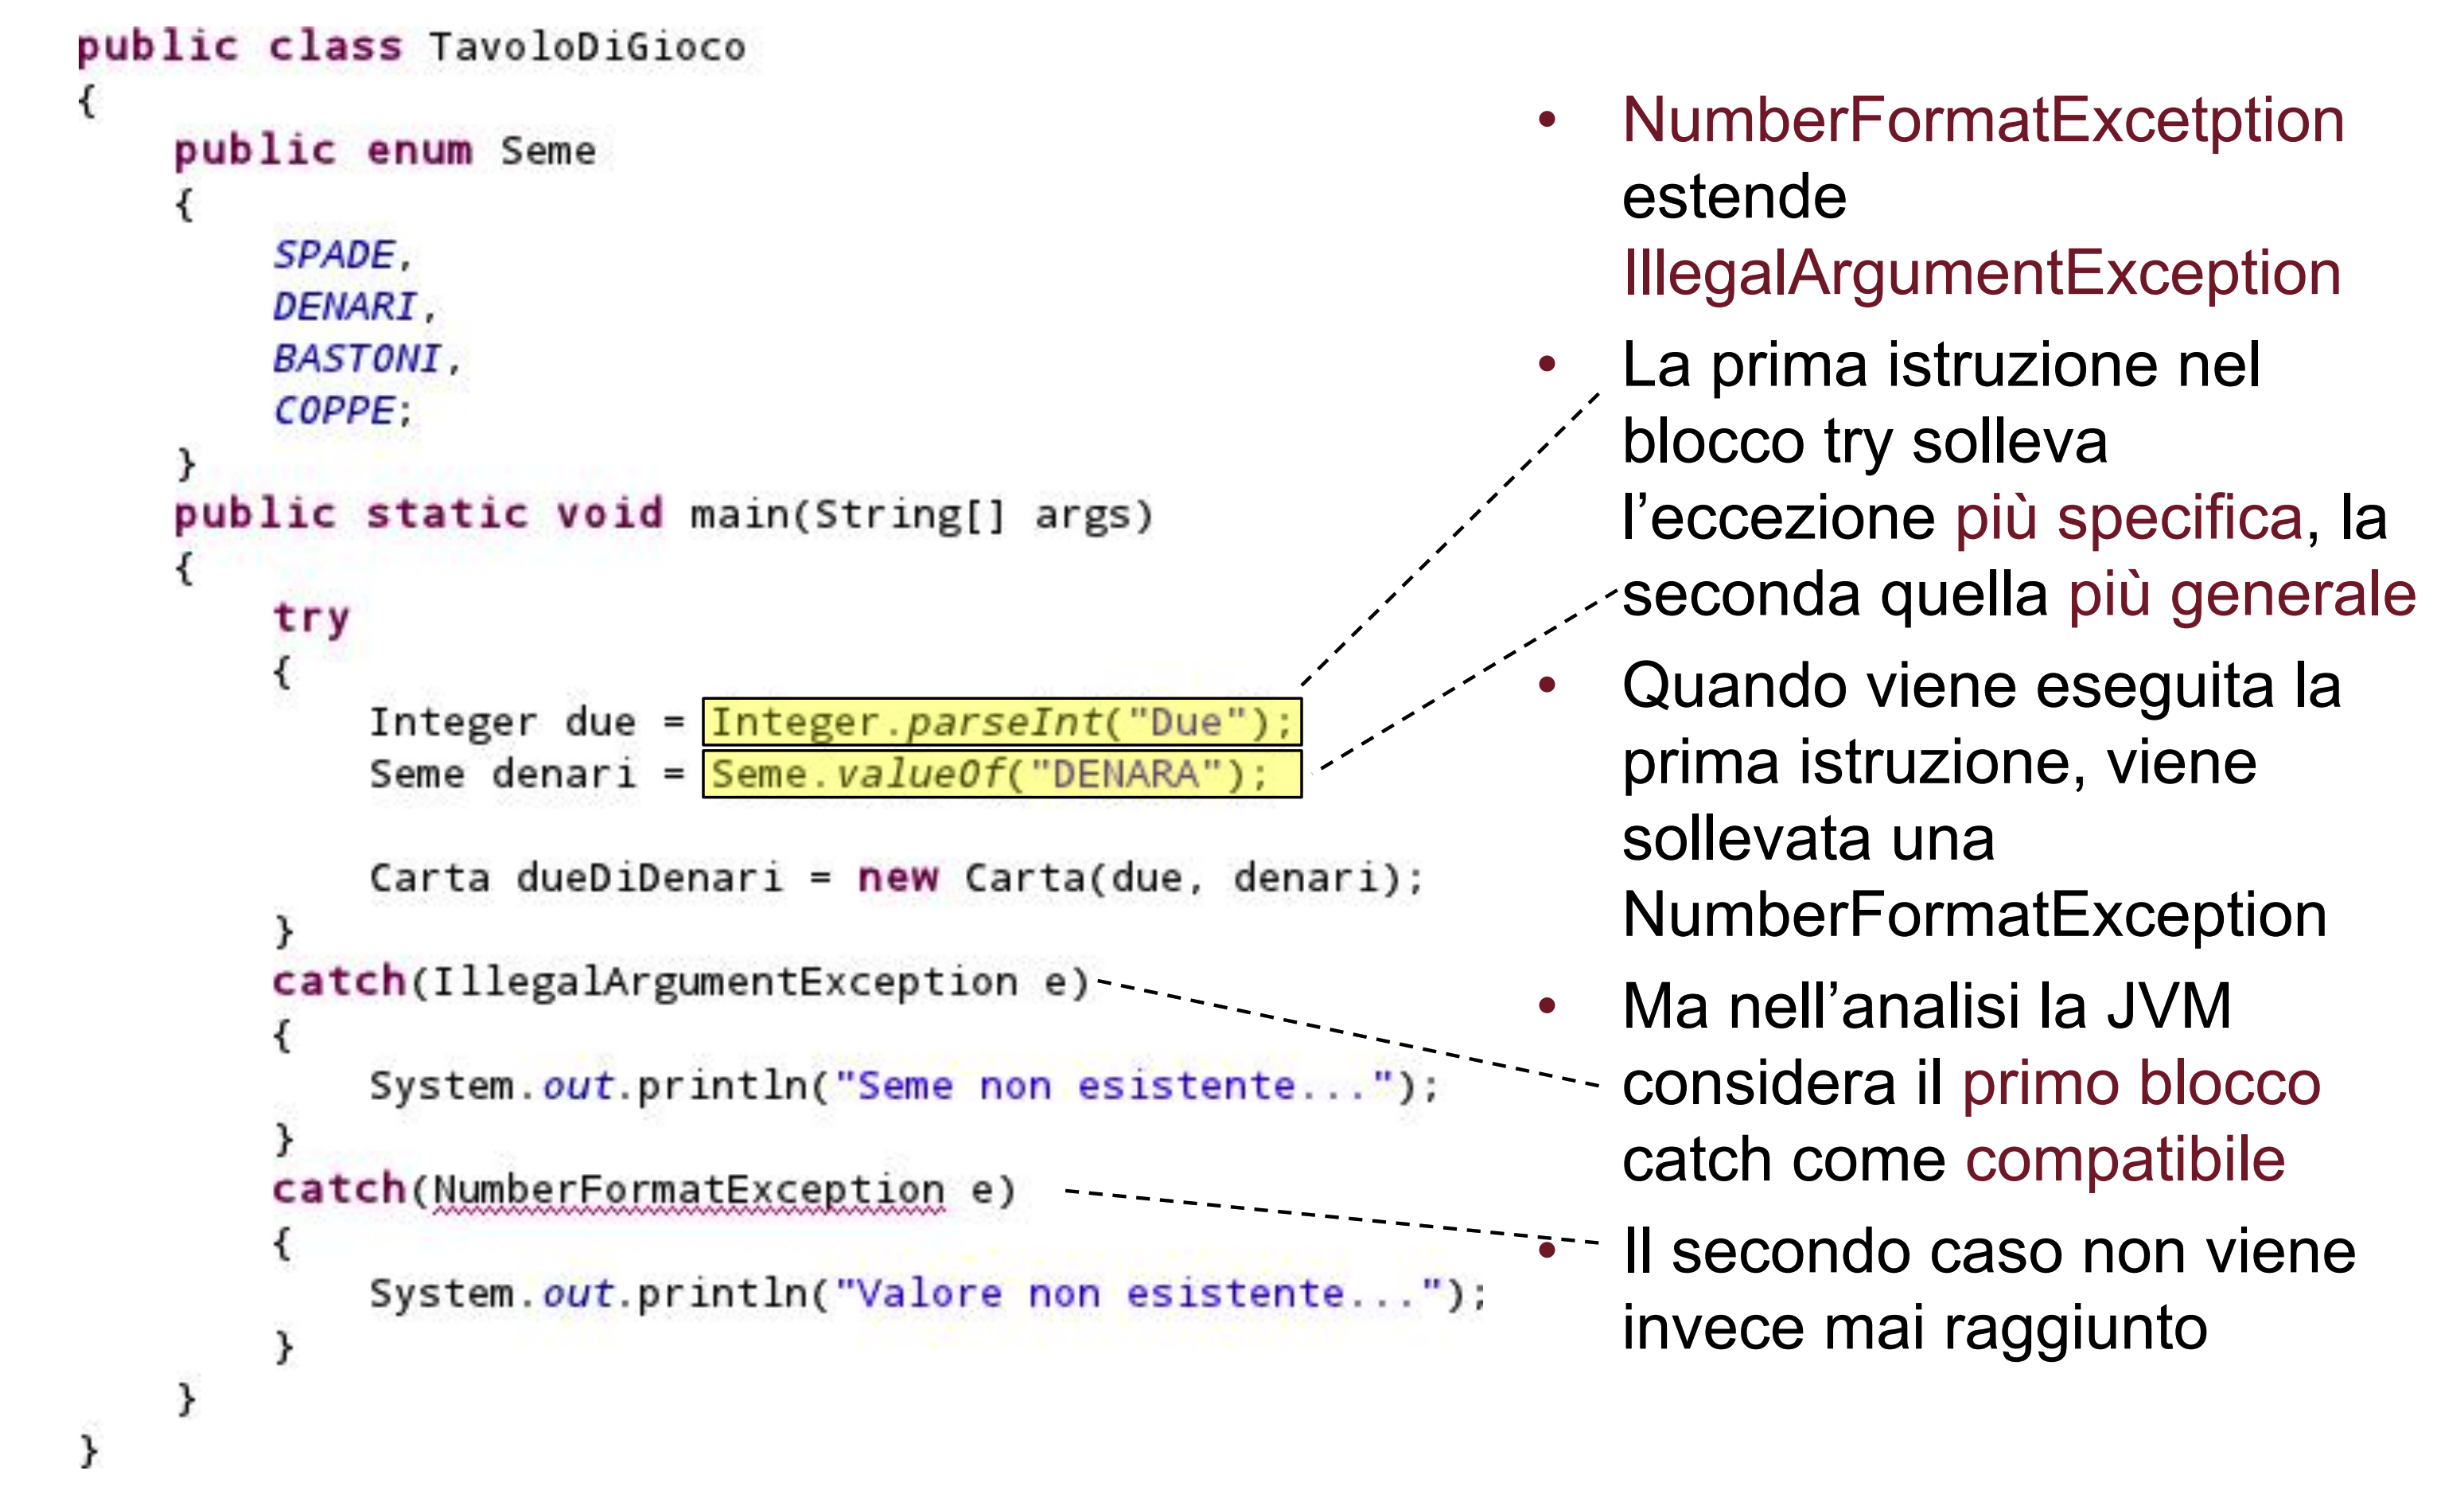 public class TavoloDiGioco
{
public enum Seme
{
SPADE,
DENARI,
BASTONI,
COPPE;
}
public static void main(String[] args)
{
try
{
Integer due = Integer.parseInt("Due");
Seme denari = Seme.valueOf("DENARA");
Carta dueDiDenari = new Carta(due, denari);
}
catch(IllegalArgumentException e)
{
System.out.println("Seme non esistente...");
}
catch(NumberFormatException e)
{
System.out.println("Valore non esistente...");
}
}
}
• NumberFormatExcetption
estende
IllegalArgumentException
• La prima istruzione nel
blocco try solleva
l’eccezione più specifica, la
seconda quella più generale
• Quando viene eseguita la
prima istruzione, viene
sollevata una
NumberFormatException
• Ma nell’analisi la JVM
considera il primo blocco
catch come compatibile
• Il secondo caso non viene
invece mai raggiunto